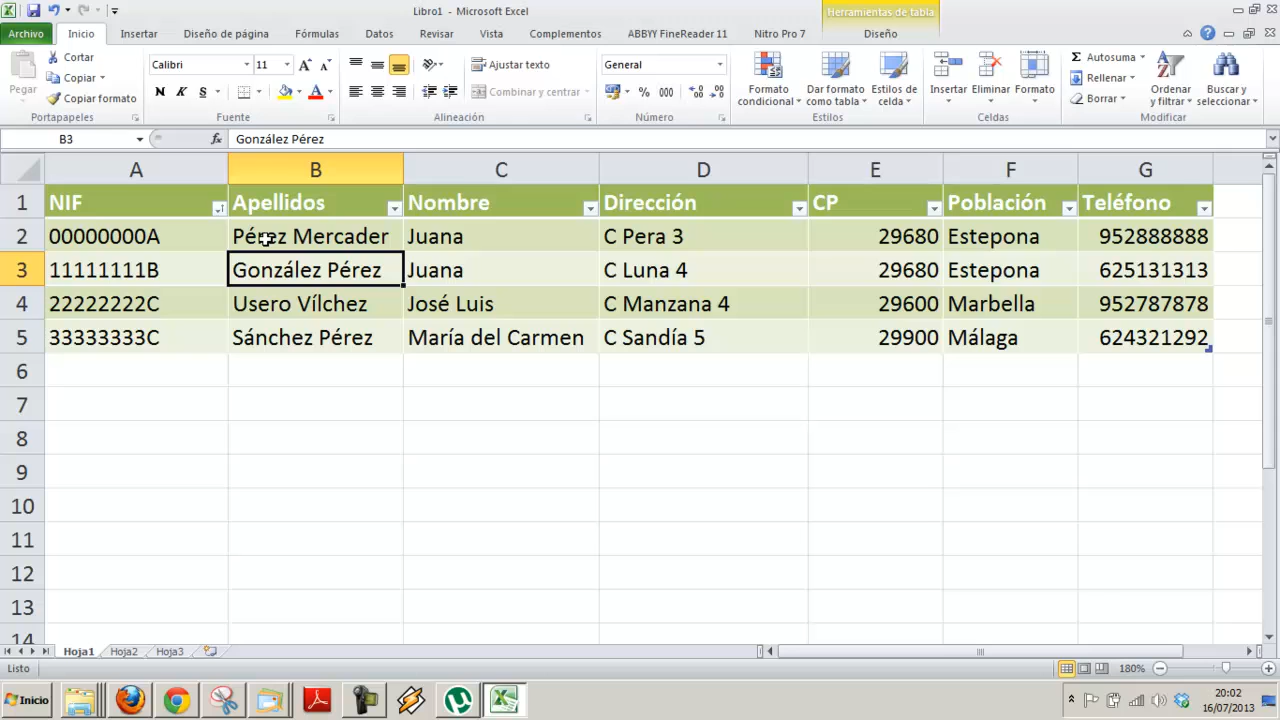 Libro1 - Microsoft Excel
Herramientas de tabla
Archivo Inicio Insertar Diseño de página Fórmulas Datos Revisar Vista Complementos ABBYY FineReader 11 Nitro Pro 7 Diseño
Pegar
Cortar
Copiar
Copiar formato
Portapapeles
Calibri 11
N K S
Fuente
Ajustar texto
Combinar y centrar
Alineación
General
% 000
Número
Formato condicional
Dar formato como tabla
Estilos de celda
Estilos
Insertar Eliminar Formato
Celdas
Autosuma
Rellenar
Borrar
Ordenar y filtrar
Buscar y seleccionar
Modificar
B3 fx González Pérez
A B C D E F G
1 NIF Apellidos Nombre Dirección CP Población Teléfono
2 00000000A Pérez Mercader Juana C Pera 3 29680 Estepona 952888888
3 11111111B González Pérez Juana C Luna 4 29680 Estepona 625131313
4 22222222C Usero Vílchez José Luis C Manzana 4 29600 Marbella 952787878
5 33333333C Sánchez Pérez María del Carmen C Sandía 5 29900 Málaga 624321292
6
7
8
9
10
11
12
13
14
Hoja1 Hoja2 Hoja3
Listo 180%
Inicio 20:02
16/07/2013